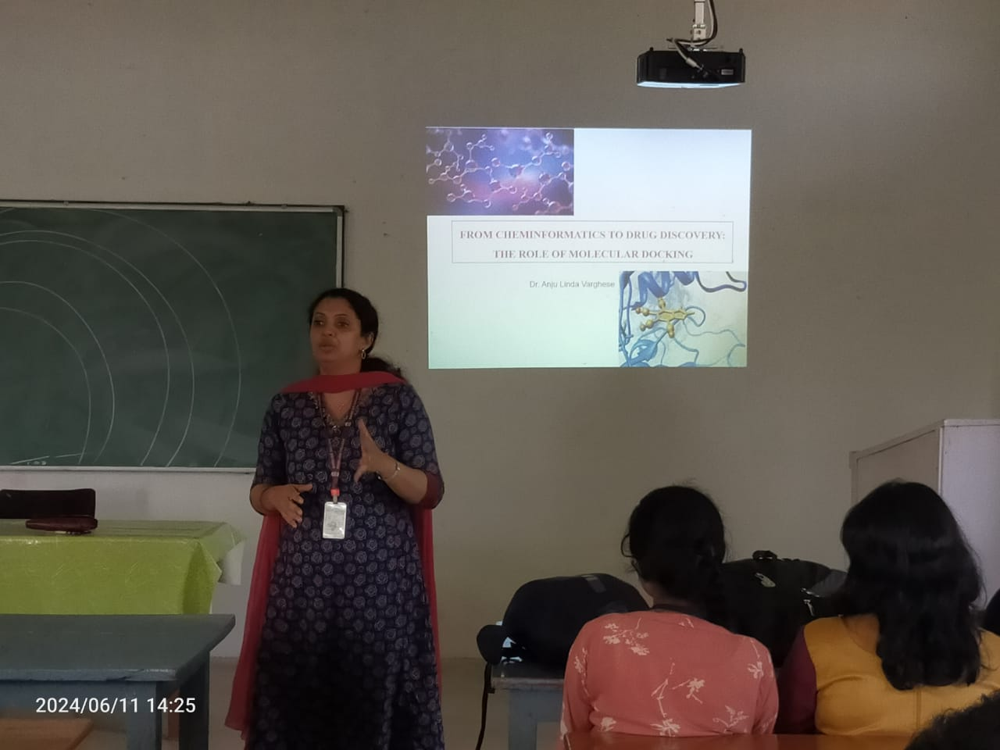 FROM CHEMINFORMATICS TO DRUG DISCOVERY:
THE ROLE OF MOLECULAR DOCKING
Dr. Anju Linda Varghese
2024/06/11 14:25